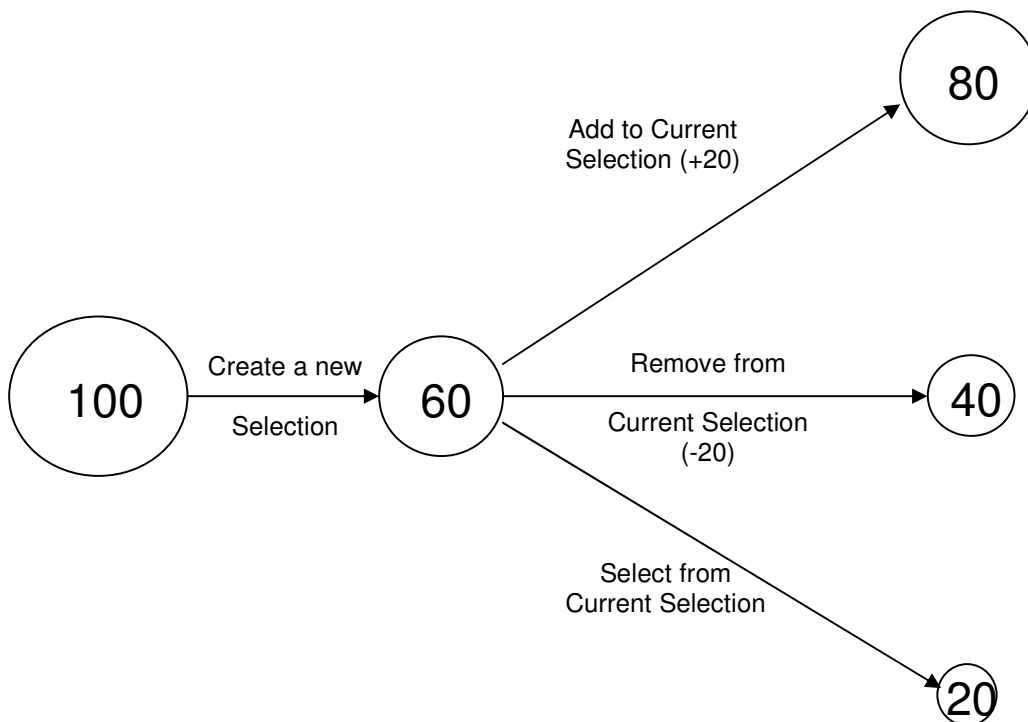 80
Add to Current
Selection (+20)
Create a new
Selection
100
60
Remove from
Current Selection
(-20)
40
Select from
Current Selection
20